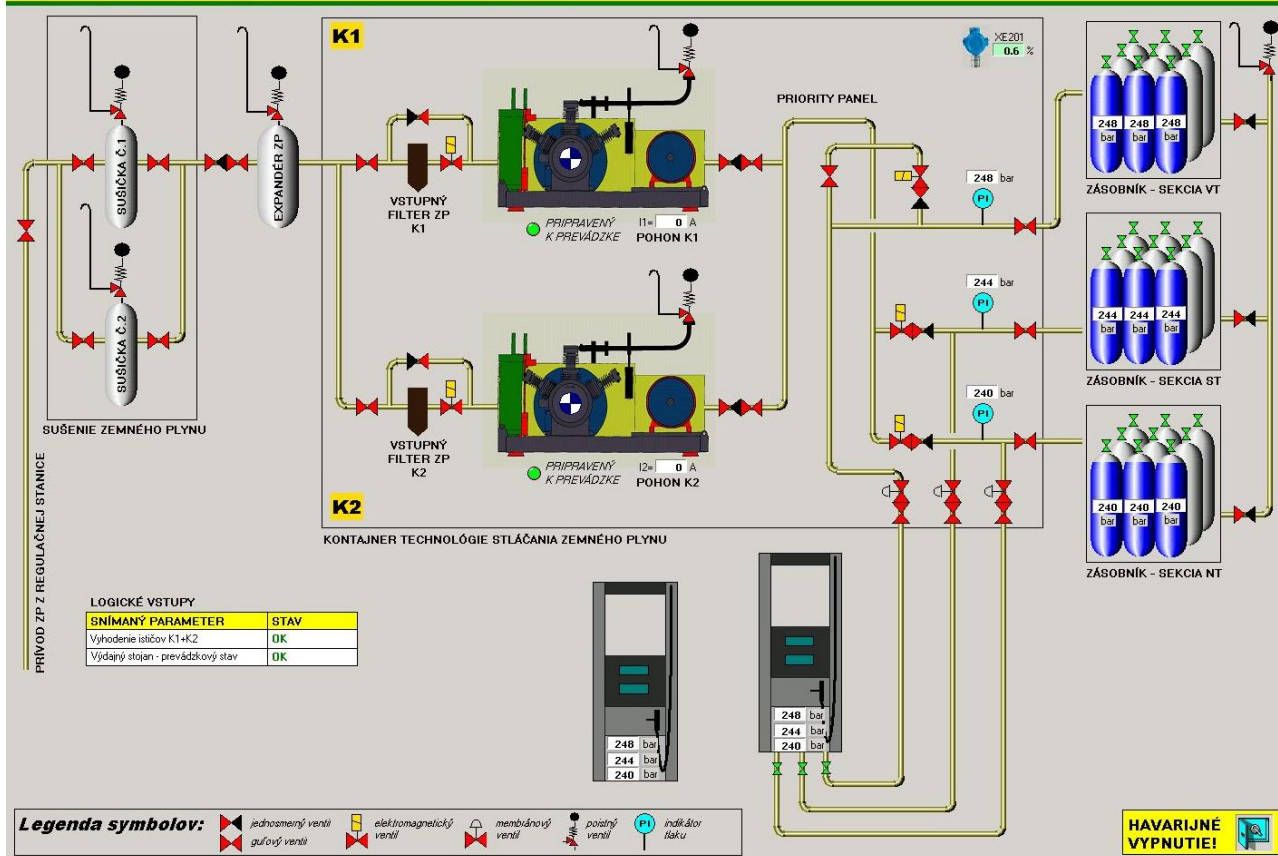 K1
XE201
0.6 %
PRIORITY PANEL
SUŠIČKA Č.1
EXPANDÉR ZP
VSTUPNÝ
FILTER ZP
K1
PRIPRAVENÝ
K PREVÁDZKE
I1= 0 A
POHON K1
248 bar
PI
248 248 248
bar
ZÁSOBNÍK - SEKCIA VT
SUŠIČKA Č.2
244 bar
PI
244 244 244
bar bar
ZÁSOBNÍK - SEKCIA ST
SUŠENIE ZEMNÉHO PLYNU
VSTUPNÝ
FILTER ZP
K2
PRIPRAVENÝ
K PREVÁDZKE
I2= 0 A
POHON K2
240 bar
PI
240 240 240
bar bar
ZÁSOBNÍK - SEKCIA NT
K2
KONTAJNER TECHNOLÓGIE STLÁČANIA ZEMNÉHO PLYNU
PRÍVOD ZP Z REGULAČNEJ STANICE
LOGICKÉ VSTUPY
SNÍMANÝ PARAMETER STAV
Vyhodenie ističov K1+K2 OK
Výdajný stojan - prevádzkový stav OK
248 bar
244 bar
240 bar
248 bar
244 bar
240 bar
Legenda symbolov:
jednosmerný ventil
guľový ventil
elektromagnetický
ventil
membránový
ventil
poistný
ventil
PI
indikátor
tlaku
HAVARIJNÉ
VYPNUTIE!